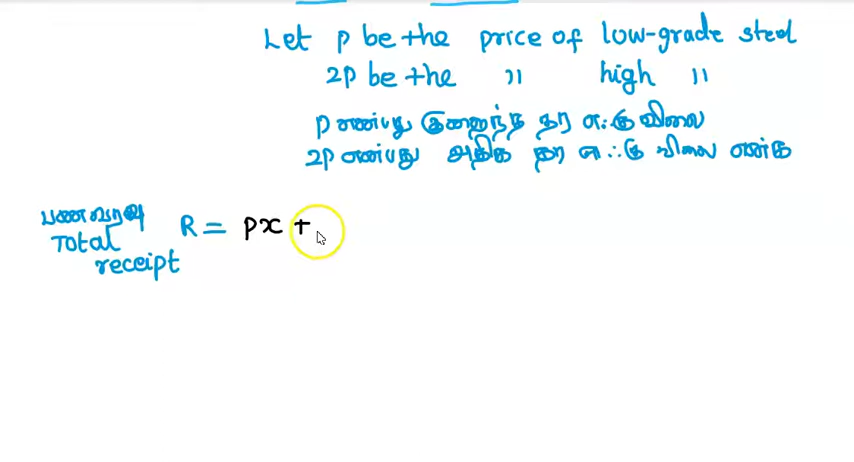 Let p be the price of low-grade steel
2p be the " high "
p என்பது குறைந்த தர எஃகு விலை
2p என்பது அதிக தர எஃகு விலை என்க
பணவரவு
Total receipt R = px +